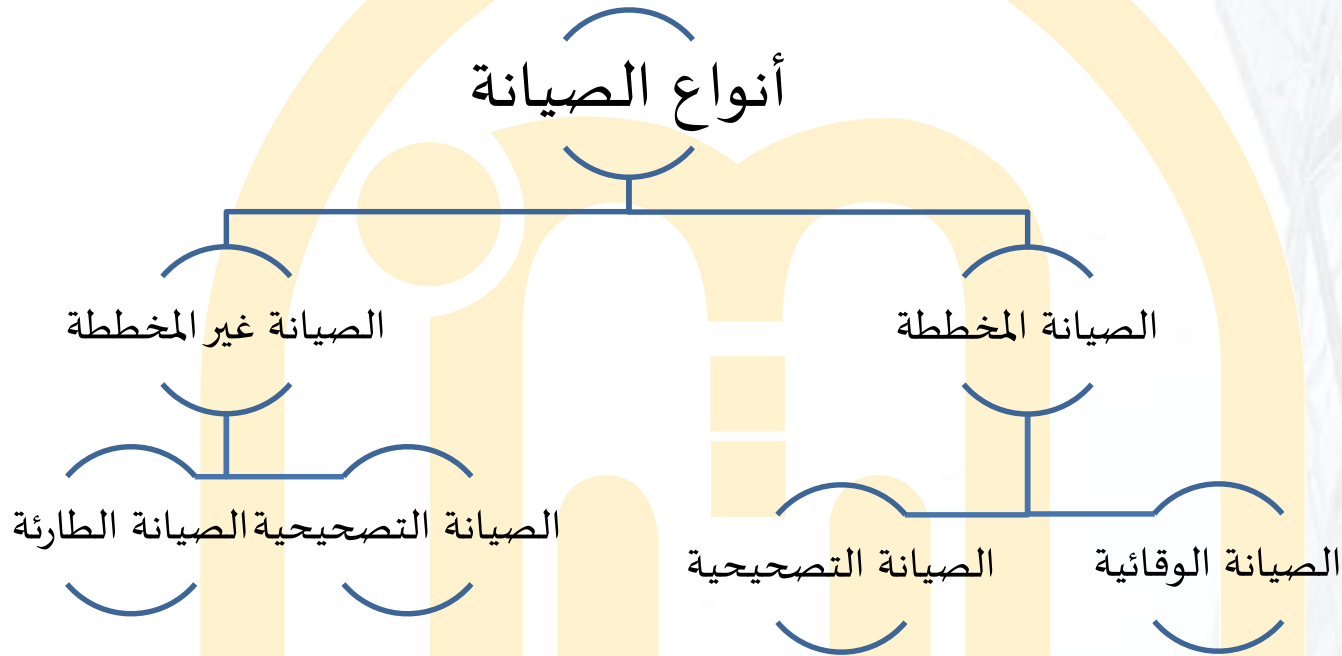 أنواع الصيانة
الصيانة المخططة
الصيانة غير المخططة
الصيانة الوقائية
الصيانة التصحيحية
الصيانة التصحيحية
الصيانة الطارئة